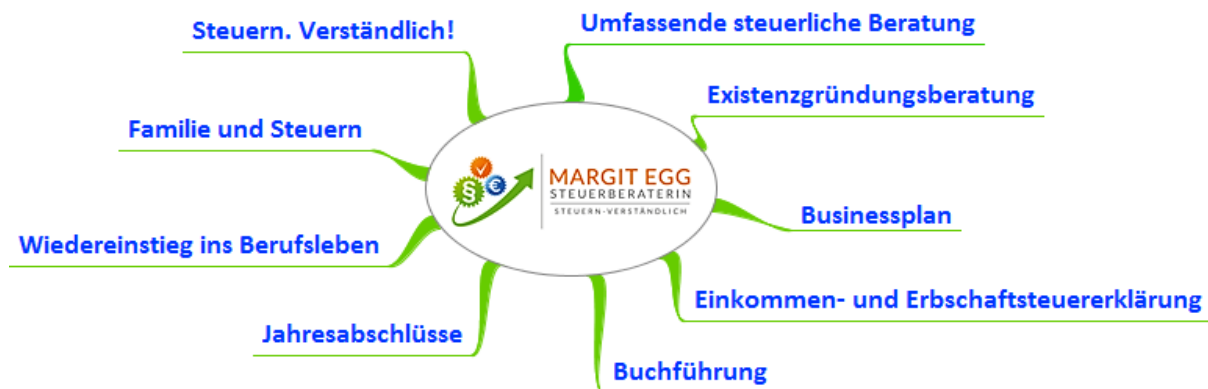 Steuern. Verständlich!
Umfassende steuerliche Beratung
Existenzgründungsberatung
Familie und Steuern
§
€
MARGIT EGG
STEUERBERATERIN
STEUERN-VERSTÄNDLICH
Businessplan
Wiedereinstieg ins Berufsleben
Einkommen- und Erbschaftsteuererklärung
Jahresabschlüsse
Buchführung